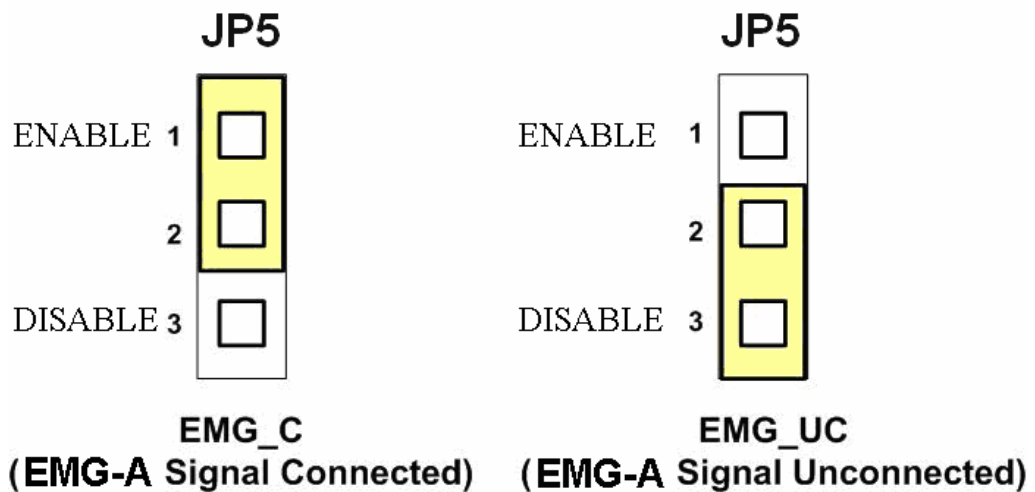 JP5
ENABLE 1
2
DISABLE 3
EMG_C
(EMG-A Signal Connected)
JP5
ENABLE 1
2
DISABLE 3
EMG_UC
(EMG-A Signal Unconnected)